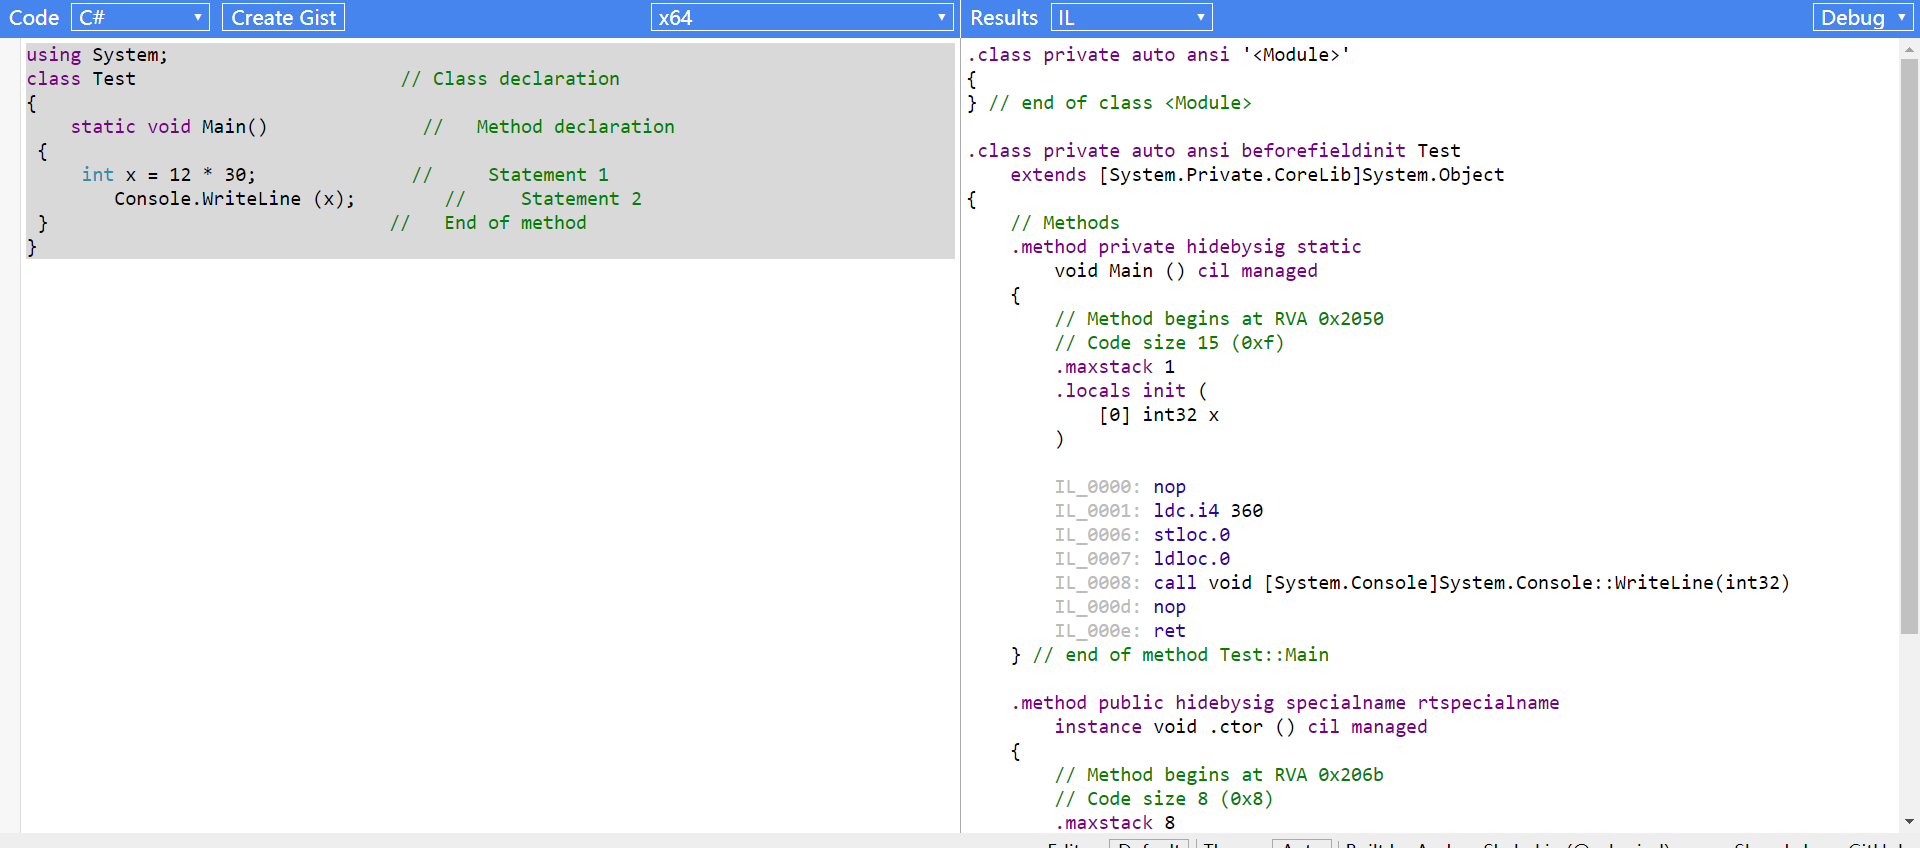 Code C# Create Gist x64 Results IL Debug
using System;
class Test // Class declaration
{
static void Main() // Method declaration
{
int x = 12 * 30; // Statement 1
Console.WriteLine (x); // Statement 2
} // End of method
}
.class private auto ansi '<Module>'
{
} // end of class <Module>
.class private auto ansi beforefieldinit Test
extends [System.Private.CoreLib]System.Object
{
// Methods
.method private hidebysig static
void Main () cil managed
{
// Method begins at RVA 0x2050
// Code size 15 (0xf)
.maxstack 1
.locals init (
[0] int32 x
)
IL_0000: nop
IL_0001: ldc.i4 360
IL_0006: stloc.0
IL_0007: ldloc.0
IL_0008: call void [System.Console]System.Console::WriteLine(int32)
IL_000d: nop
IL_000e: ret
} // end of method Test::Main
.method public hidebysig specialname rtspecialname
instance void .ctor () cil managed
{
// Method begins at RVA 0x206b
// Code size 8 (0x8)
.maxstack 8